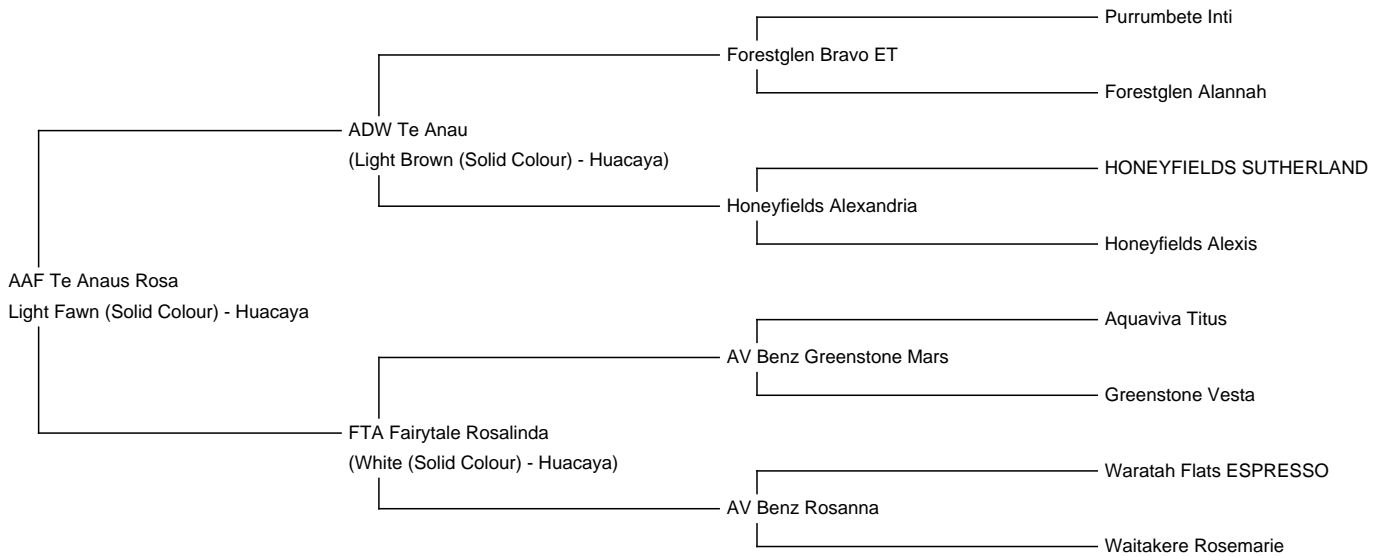 Purrumbete Inti
Forestglen Bravo ET
Forestglen Alannah
ADW Te Anau
(Light Brown (Solid Colour) - Huacaya)
HONEYFIELDS SUTHERLAND
Honeyfields Alexandria
Honeyfields Alexis
AAF Te Anaus Rosa
Light Fawn (Solid Colour) - Huacaya
Aquaviva Titus
AV Benz Greenstone Mars
Greenstone Vesta
FTA Fairytale Rosalinda
(White (Solid Colour) - Huacaya)
Waratah Flats ESPRESSO
AV Benz Rosanna
Waitakere Rosemarie